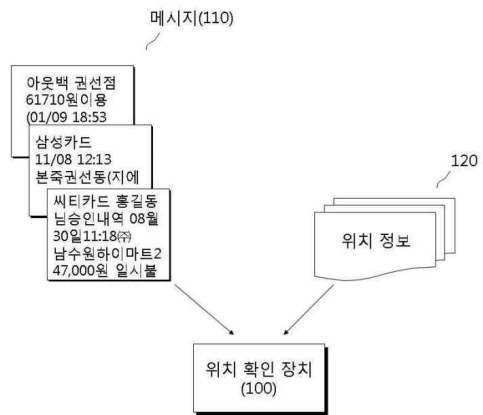 메시지(110)
아웃백 권선점
61710원이용
(01/09 18:53
삼성카드
11/08 12:13
본죽권선동(지에
씨티카드 홍길동
님승인내역 08월
30일11:18㈜
남수원하이마트2
47,000원 일시불
120
위치 정보
위치 확인 장치
(100)